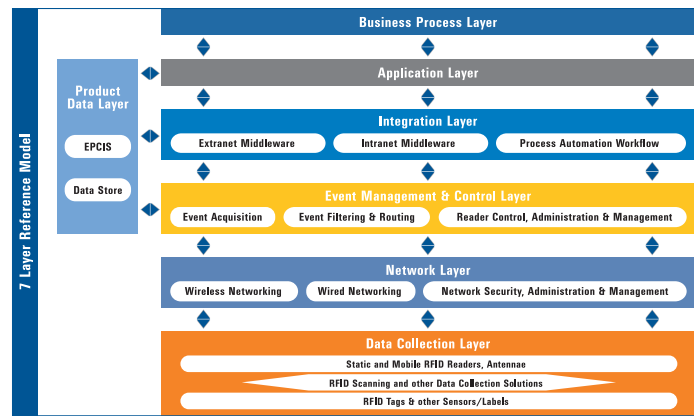 7 Layer Reference Model
Business Process Layer
Application Layer
Product
Data Layer
EPCIS
Data Store
Integration Layer
Extranet Middleware
Intranet Middleware
Process Automation Workflow
Event Management & Control Layer
Event Acquisition
Event Filtering & Routing
Reader Control, Administration & Management
Network Layer
Wireless Networking
Wired Networking
Network Security, Administration & Management
Data Collection Layer
Static and Mobile RFID Readers, Antennae
RFID Scanning and other Data Collection Solutions
RFID Tags & other Sensors/Labels